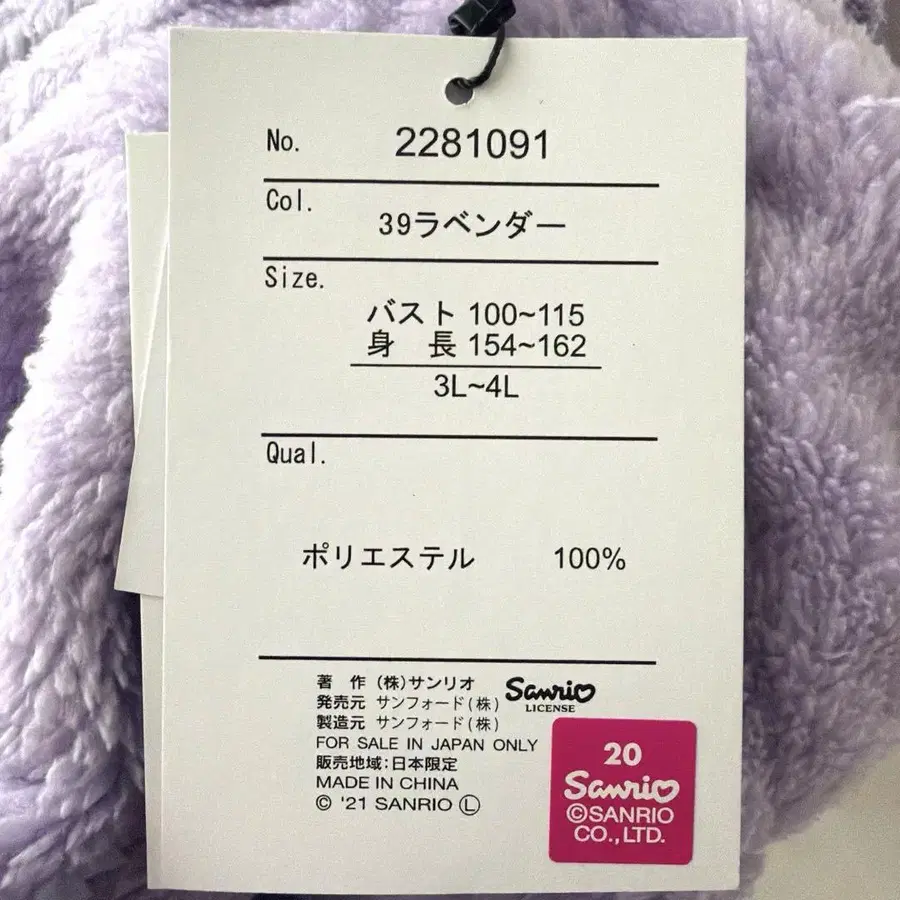 No. 2281091
Col.
39ラベンダー
Size.
バスト 100~115
身 長 154~162
3L~4L
Qual.
ポリエステル 100%
著 作 (株)サンリオ
発売元 サンフォード(株)
製造元 サンフォード(株)
FOR SALE IN JAPAN ONLY
販売地域:日本限定
MADE IN CHINA
© '21 SANRIO Ⓛ
Sanrio
LICENSE
20
Sanrio
©SANRIO
CO.,LTD.